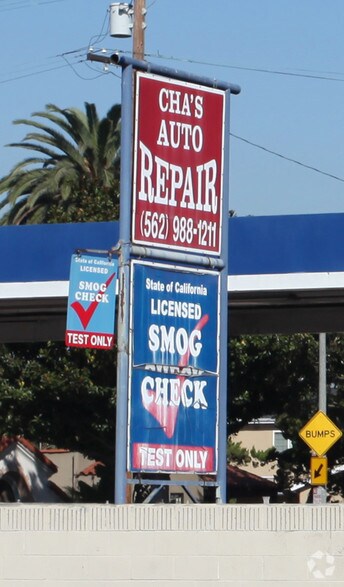 CHA'S
AUTO
REPAIR
(562) 988-1211
State of California
LICENSED
SMOG
CHECK
TEST ONLY
State of California
LICENSED
SMOG
CHECK
TEST ONLY
BUMPS